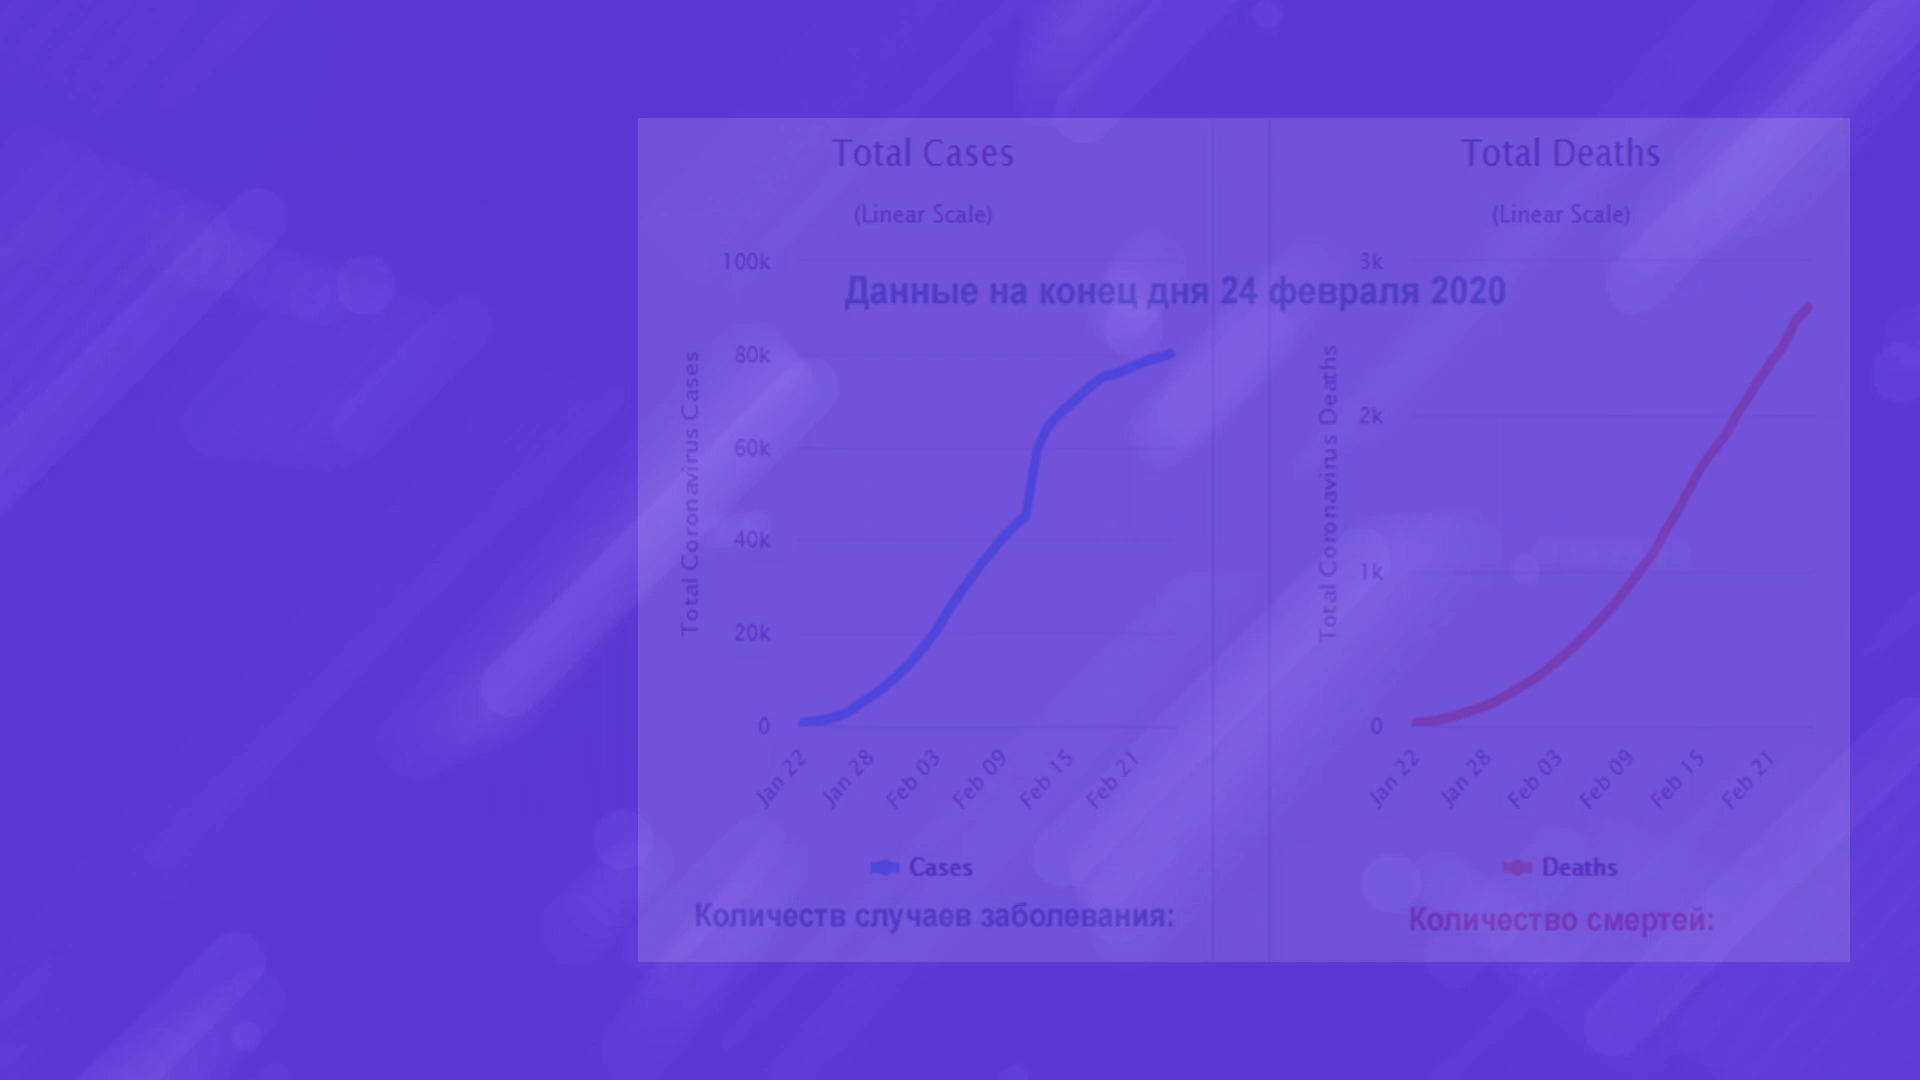 Total Cases
(Linear Scale)
Total Deaths
(Linear Scale)
Данные на конец дня 24 февраля 2020
Total Coronavirus Cases
100k
80k
60k
40k
20k
0
Jan 22
Jan 28
Feb 03
Feb 09
Feb 15
Feb 21
Cases
Количеств случаев заболевания:
Total Coronavirus Deaths
3k
2k
1k
0
Jan 22
Jan 28
Feb 03
Feb 09
Feb 15
Feb 21
Deaths
Количество смертей: